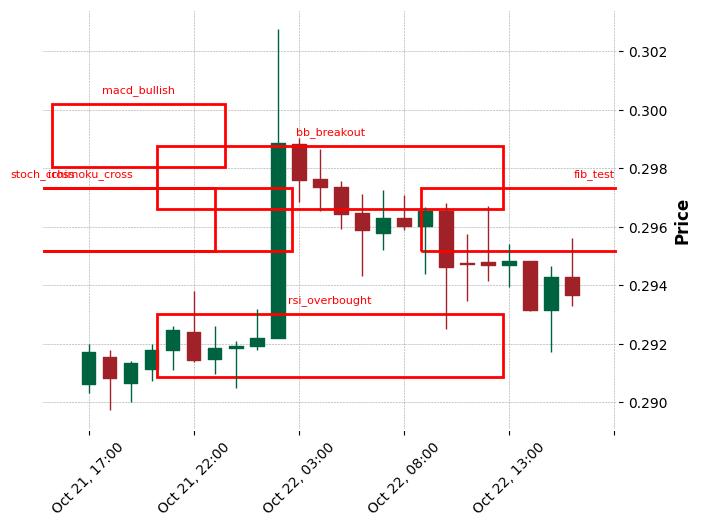 macd_bullish
bb_breakout
stoch_cross
ichimoku_cross
fib_test
rsi_overbought
0.302
0.300
0.298
0.296
0.294
0.292
0.290
Price
Oct 21, 17:00
Oct 21, 22:00
Oct 22, 03:00
Oct 22, 08:00
Oct 22, 13:00